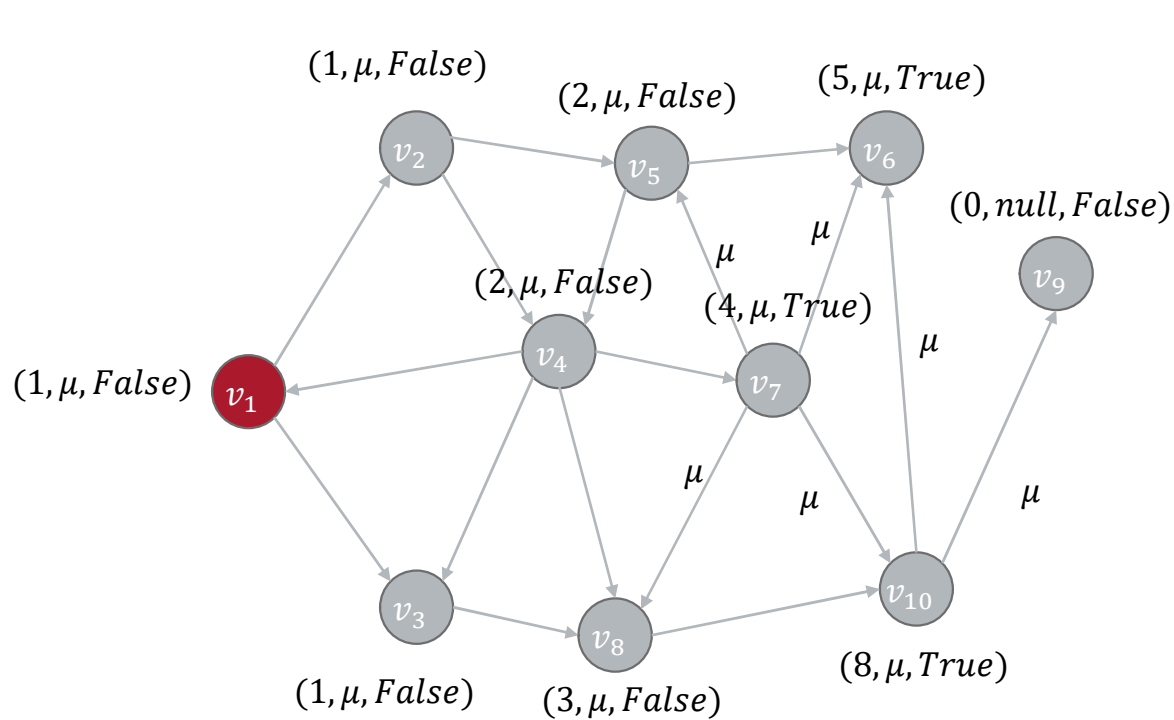 (1, μ, False)
(2, μ, False)
(5, μ, True)
v₂
v₅
v₆
(0, null, False)
μ
μ
v₉
(2, μ, False)
(4, μ, True)
μ
v₄
(1, μ, False)
v₁
v₇
μ
μ
μ
v₃
v₈
v₁₀
(8, μ, True)
(1, μ, False)
(3, μ, False)